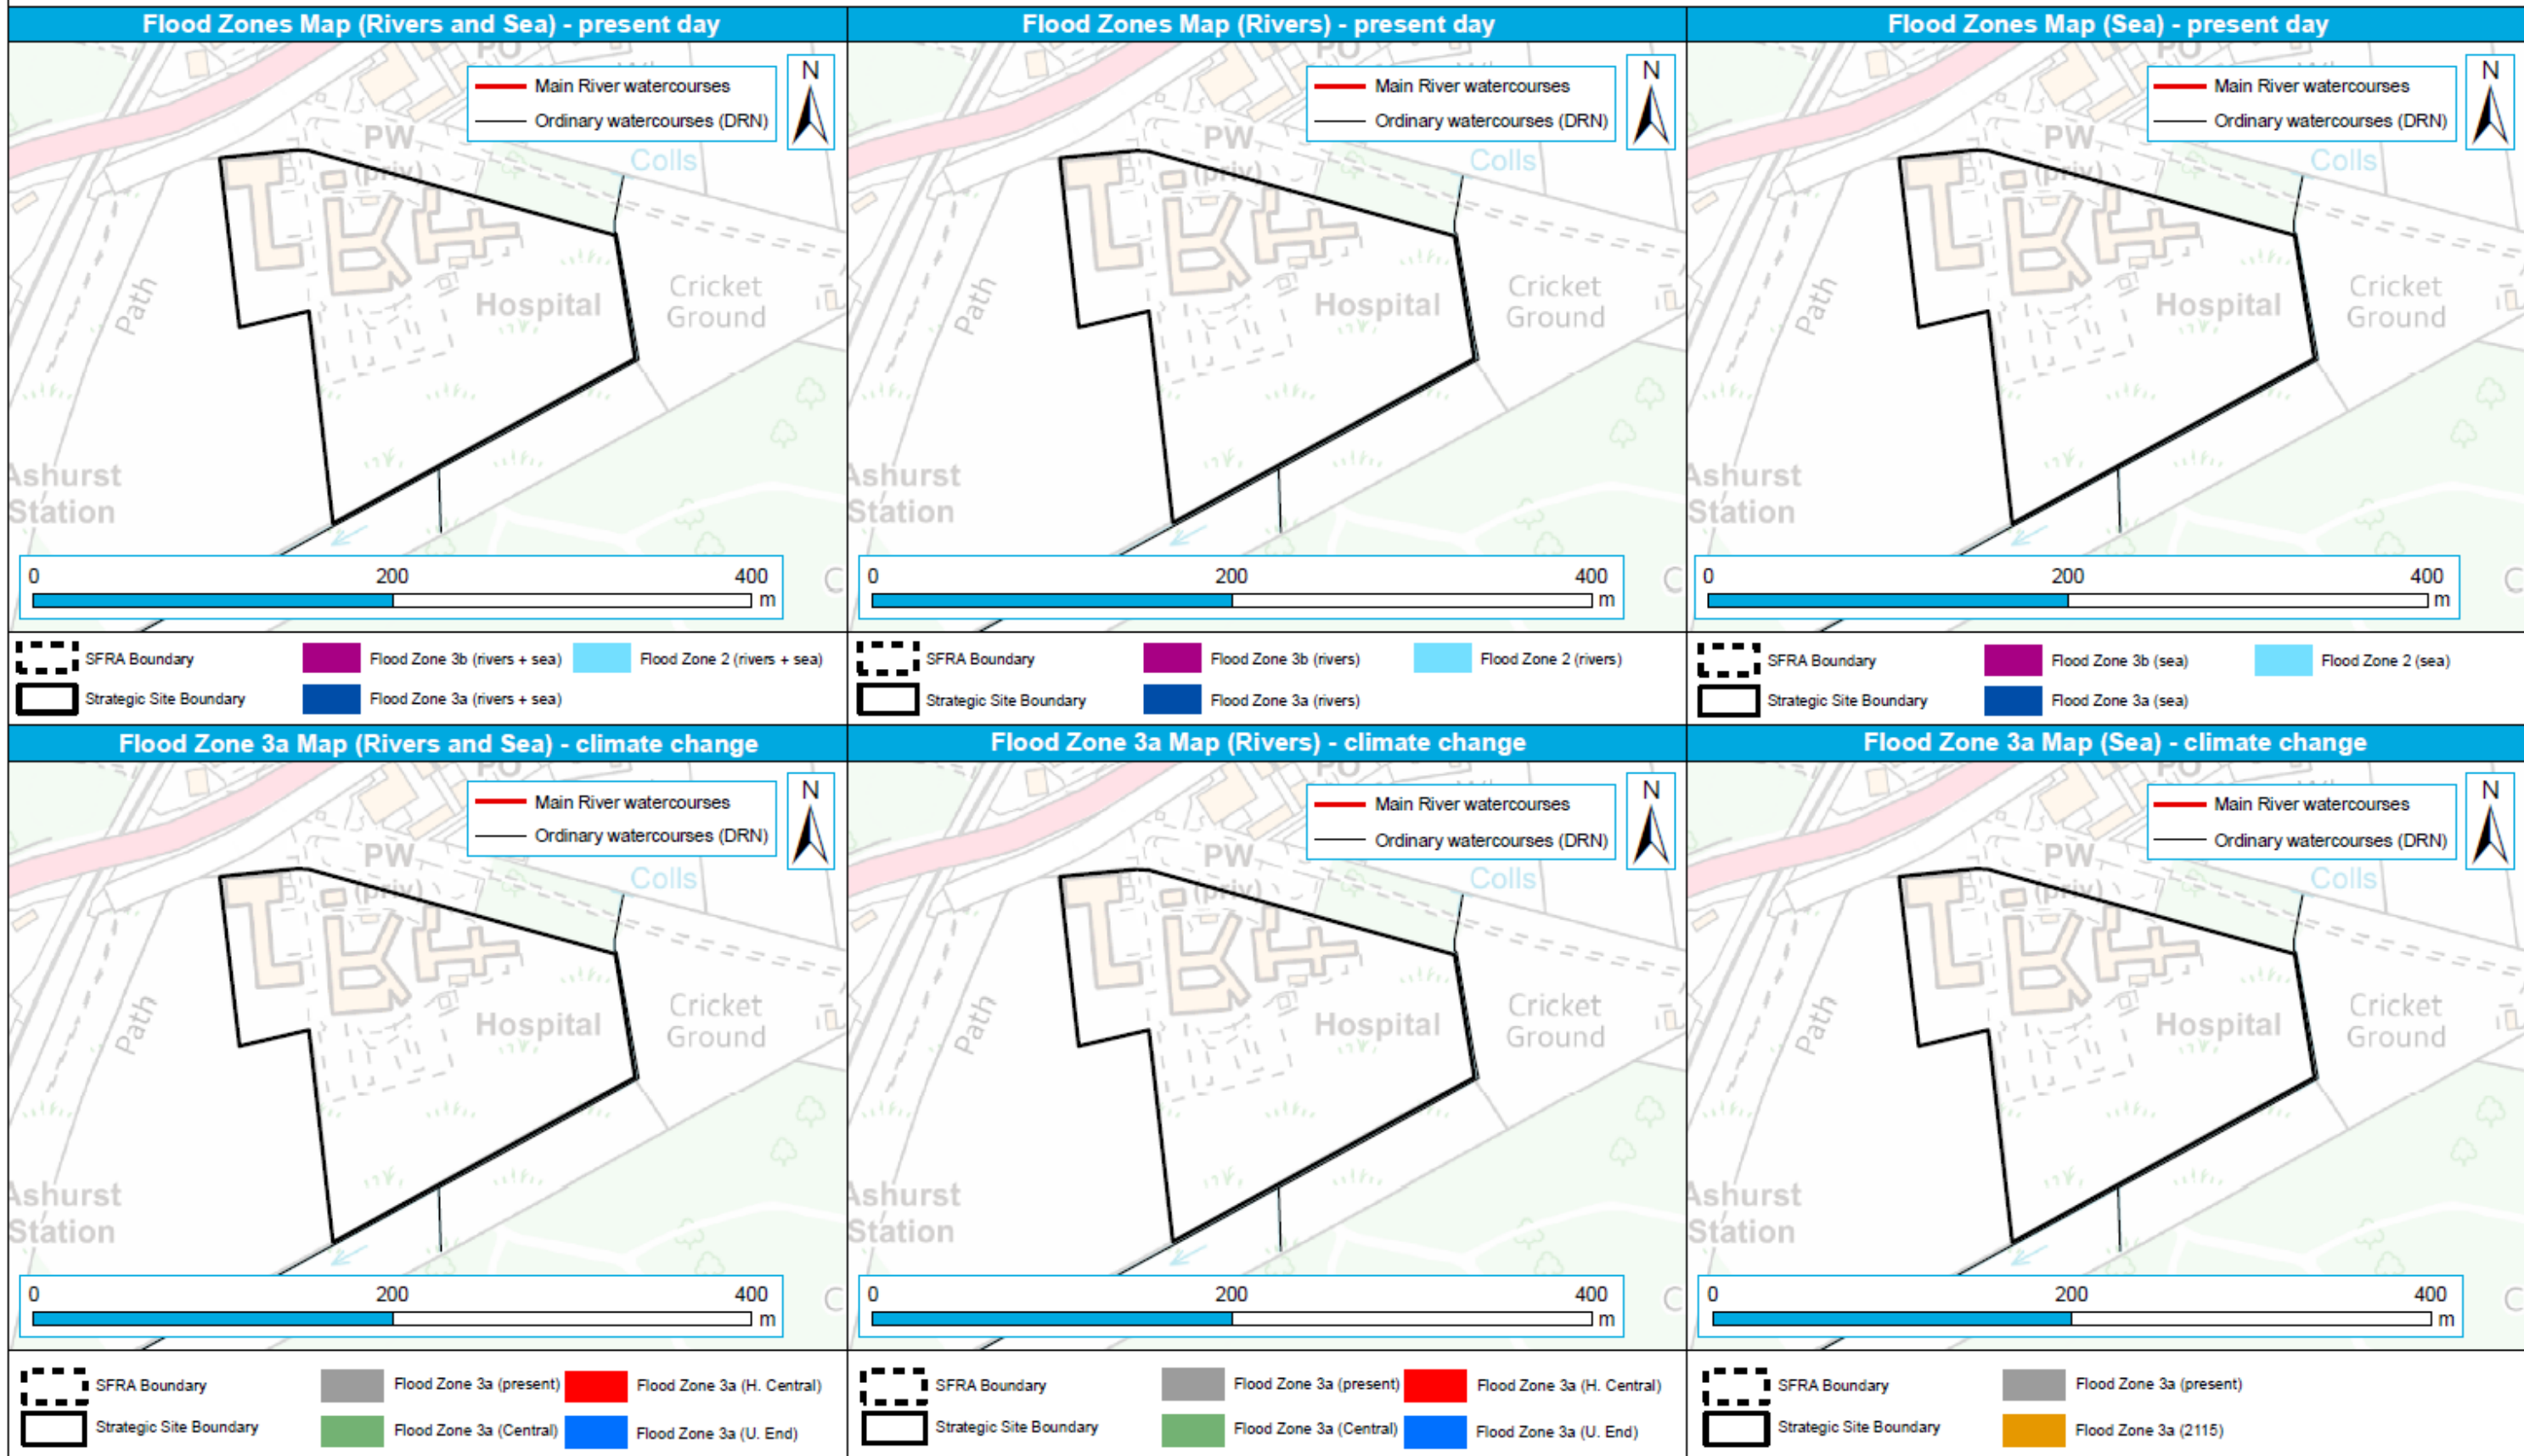 Flood Zones Map (Rivers and Sea) - present day
PO
Main River watercourses
Ordinary watercourses (DRN)
N
PW
(priv)
Colls
Path
Hospital
Cricket
Ground
Ashurst
Station
0 200 400
m
SFRA Boundary
Strategic Site Boundary
Flood Zone 3b (rivers + sea)
Flood Zone 3a (rivers + sea)
Flood Zone 2 (rivers + sea)
Flood Zones Map (Rivers) - present day
PO
Main River watercourses
Ordinary watercourses (DRN)
N
PW
(priv)
Colls
Path
Hospital
Cricket
Ground
Ashurst
Station
0 200 400
m
SFRA Boundary
Strategic Site Boundary
Flood Zone 3b (rivers)
Flood Zone 3a (rivers)
Flood Zone 2 (rivers)
Flood Zones Map (Sea) - present day
PO
Main River watercourses
Ordinary watercourses (DRN)
N
PW
(priv)
Colls
Path
Hospital
Cricket
Ground
Ashurst
Station
0 200 400
m
SFRA Boundary
Strategic Site Boundary
Flood Zone 3b (sea)
Flood Zone 3a (sea)
Flood Zone 2 (sea)
Flood Zone 3a Map (Rivers and Sea) - climate change
PO
Main River watercourses
Ordinary watercourses (DRN)
N
PW
(priv)
Colls
Path
Hospital
Cricket
Ground
Ashurst
Station
0 200 400
m
SFRA Boundary
Strategic Site Boundary
Flood Zone 3a (present)
Flood Zone 3a (Central)
Flood Zone 3a (H. Central)
Flood Zone 3a (U. End)
Flood Zone 3a Map (Rivers) - climate change
PO
Main River watercourses
Ordinary watercourses (DRN)
N
PW
(priv)
Colls
Path
Hospital
Cricket
Ground
Ashurst
Station
0 200 400
m
SFRA Boundary
Strategic Site Boundary
Flood Zone 3a (present)
Flood Zone 3a (Central)
Flood Zone 3a (H. Central)
Flood Zone 3a (U. End)
Flood Zone 3a Map (Sea) - climate change
PO
Main River watercourses
Ordinary watercourses (DRN)
N
PW
(priv)
Colls
Path
Hospital
Cricket
Ground
Ashurst
Station
0 200 400
m
SFRA Boundary
Strategic Site Boundary
Flood Zone 3a (present)
Flood Zone 3a (2115)